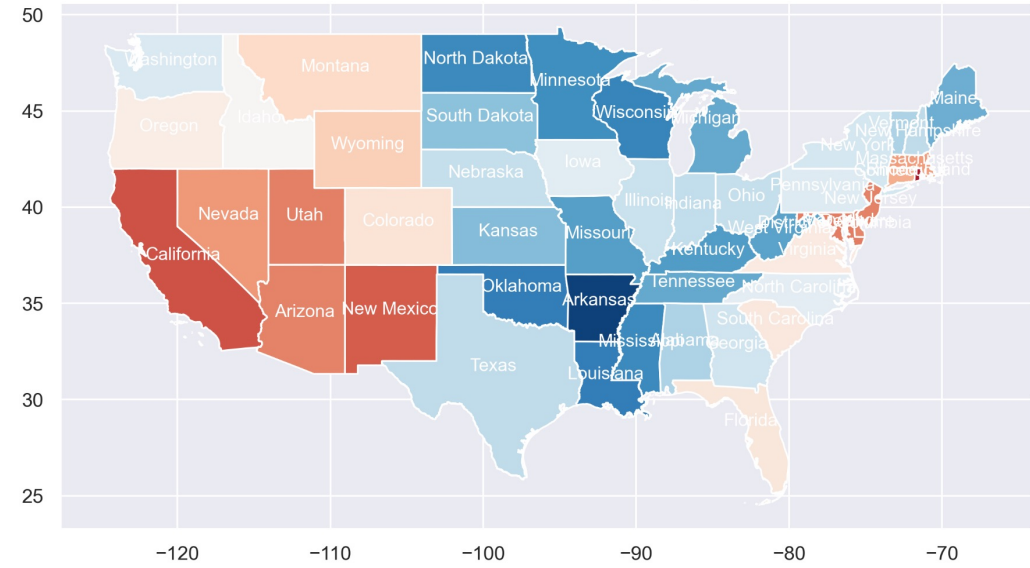 50
45
40
35
30
25
−120
−110
−100
−90
−80
−70
Washington
Montana
North Dakota
Minnesota
Maine
Oregon
Idaho
South Dakota
Wisconsin
Michigan
Vermont
New Hampshire
Wyoming
New York
Massachusetts
Nebraska
Iowa
Nevada
Utah
Colorado
Illinois
Indiana
Ohio
Pennsylvania
New Jersey
California
Kansas
Missouri
Kentucky
West Virginia
Virginia
Arizona
New Mexico
Oklahoma
Arkansas
Tennessee
North Carolina
Texas
Louisiana
Mississippi
Alabama
Georgia
South Carolina
Florida